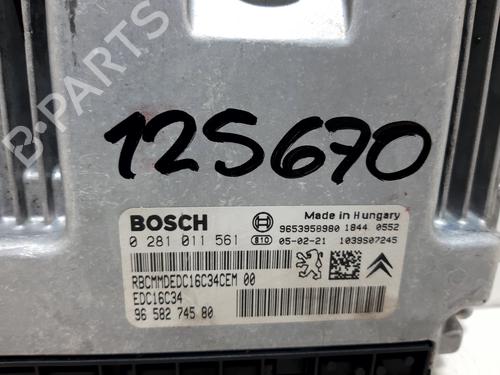 125670
BOSCH
Made in Hungary
9653958980 1844 0552
0 281 011 561 810 05-02-21 1039S07245
RBCMMDEDC16C34CEM 00
EDC16C34
96 582 745 80